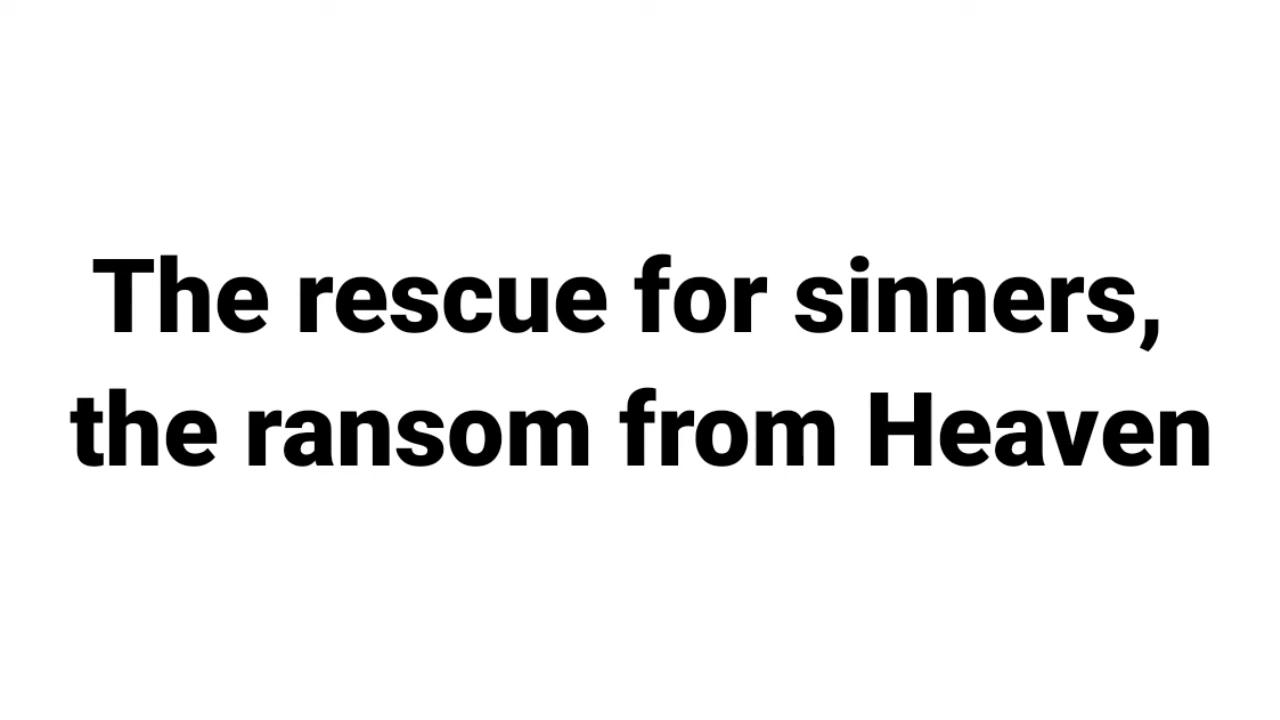 The rescue for sinners,
the ransom from Heaven